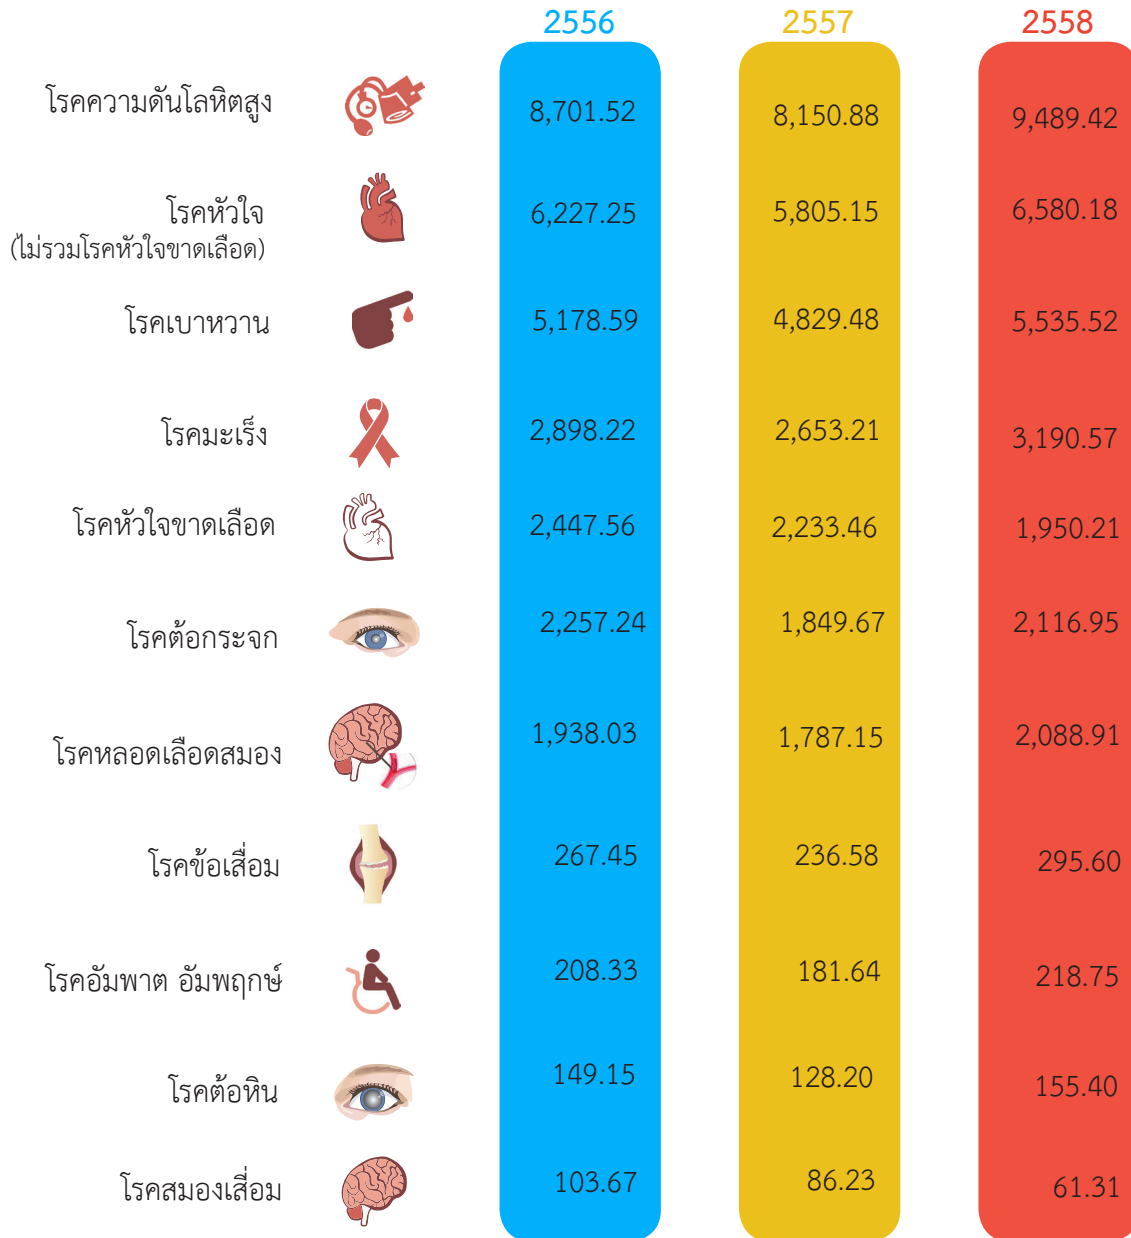 2556 2557 2558
โรคความดันโลหิตสูง 8,701.52 8,150.88 9,489.42
โรคหัวใจ 6,227.25 5,805.15 6,580.18
(ไม่รวมโรคหัวใจขาดเลือด)
โรคเบาหวาน 5,178.59 4,829.48 5,535.52
โรคมะเร็ง 2,898.22 2,653.21 3,190.57
โรคหัวใจขาดเลือด 2,447.56 2,233.46 1,950.21
โรคต้อกระจก 2,257.24 1,849.67 2,116.95
โรคหลอดเลือดสมอง 1,938.03 1,787.15 2,088.91
โรคข้อเสื่อม 267.45 236.58 295.60
โรคอัมพาต อัมพฤกษ์ 208.33 181.64 218.75
โรคต้อหิน 149.15 128.20 155.40
โรคสมองเสื่อม 103.67 86.23 61.31